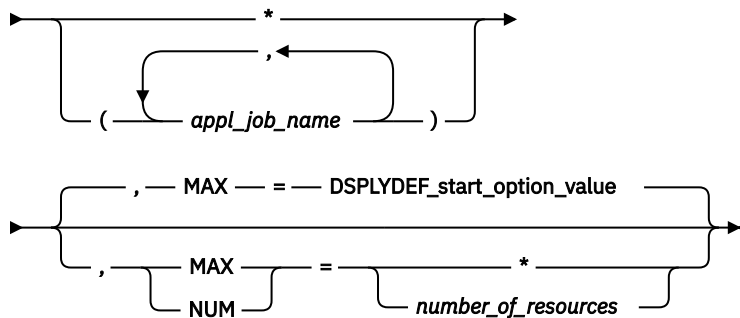 *
,
( appl_job_name )
, MAX = DSPLYDEF_start_option_value
, MAX = *
NUM number_of_resources